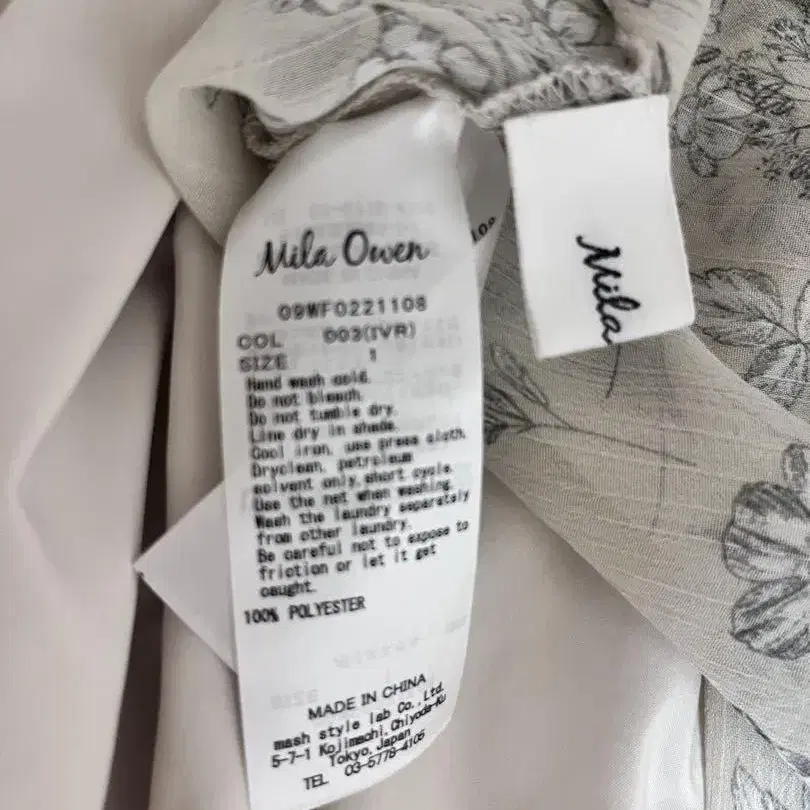 Mila Owen
09WF0221108
COL 003(IVR)
SIZE 1
Hand wash cold.
Do not bleach.
Do not tumble dry.
Line dry in shade.
Cool iron, use press cloth.
Dryclean, petroleum
solvent only, short cycle.
Use the net when washing.
Wash the laundry separately
from other laundry.
Be careful not to expose to
friction or let it get
caught.
100% POLYESTER
MADE IN CHINA
mash style lab Co., Ltd.
5-7-1 Kojimachi, Chiyoda-Ku
Tokyo, Japan
TEL 03-5778-4105
Mila